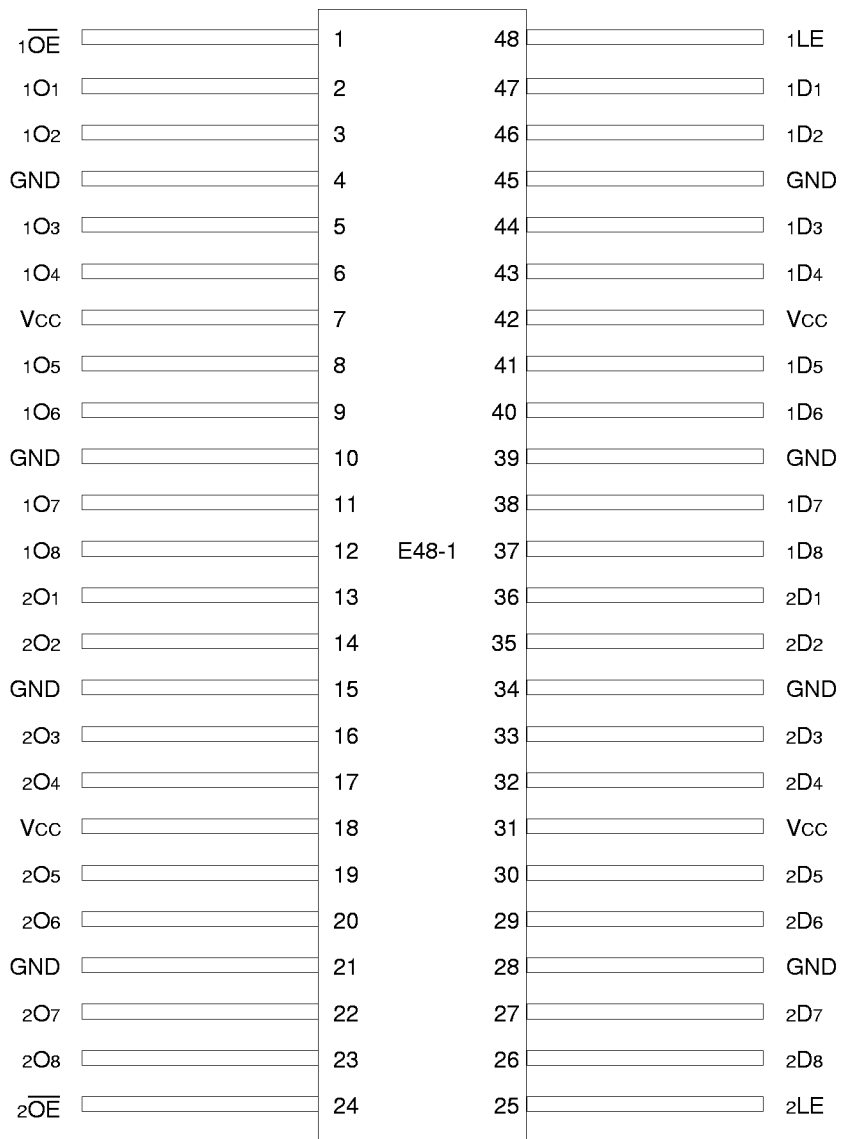 1OE 1 48 1LE
1O1 2 47 1D1
1O2 3 46 1D2
GND 4 45 GND
1O3 5 44 1D3
1O4 6 43 1D4
VCC 7 42 VCC
1O5 8 41 1D5
1O6 9 40 1D6
GND 10 39 GND
1O7 11 38 1D7
1O8 12 E48-1 37 1D8
2O1 13 36 2D1
2O2 14 35 2D2
GND 15 34 GND
2O3 16 33 2D3
2O4 17 32 2D4
VCC 18 31 VCC
2O5 19 30 2D5
2O6 20 29 2D6
GND 21 28 GND
2O7 22 27 2D7
2O8 23 26 2D8
2OE 24 25 2LE